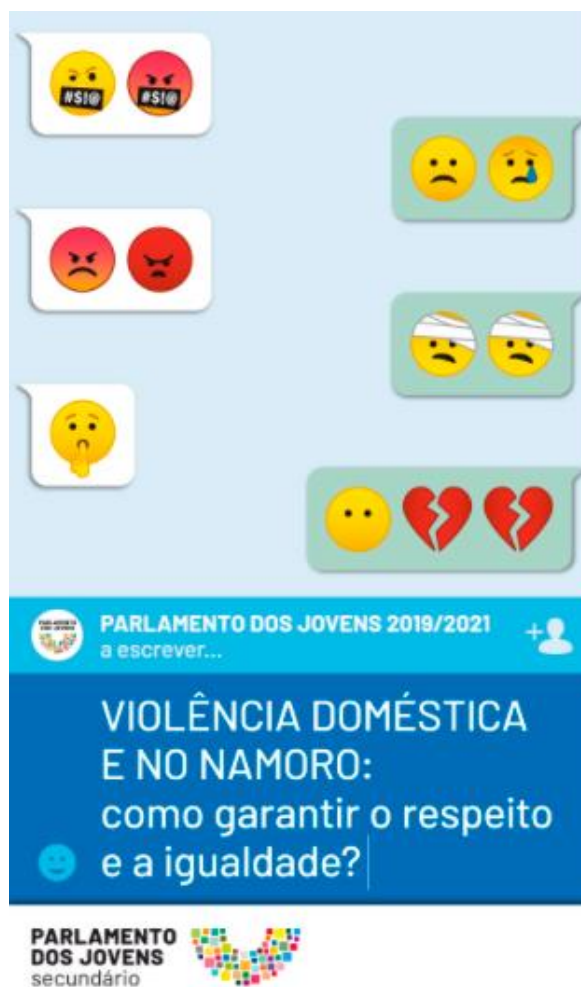 #$!@ #$!@
PARLAMENTO DOS JOVENS 2019/2021
a escrever...
VIOLÊNCIA DOMÉSTICA
E NO NAMORO:
como garantir o respeito
e a igualdade?
PARLAMENTO
DOS JOVENS
secundário